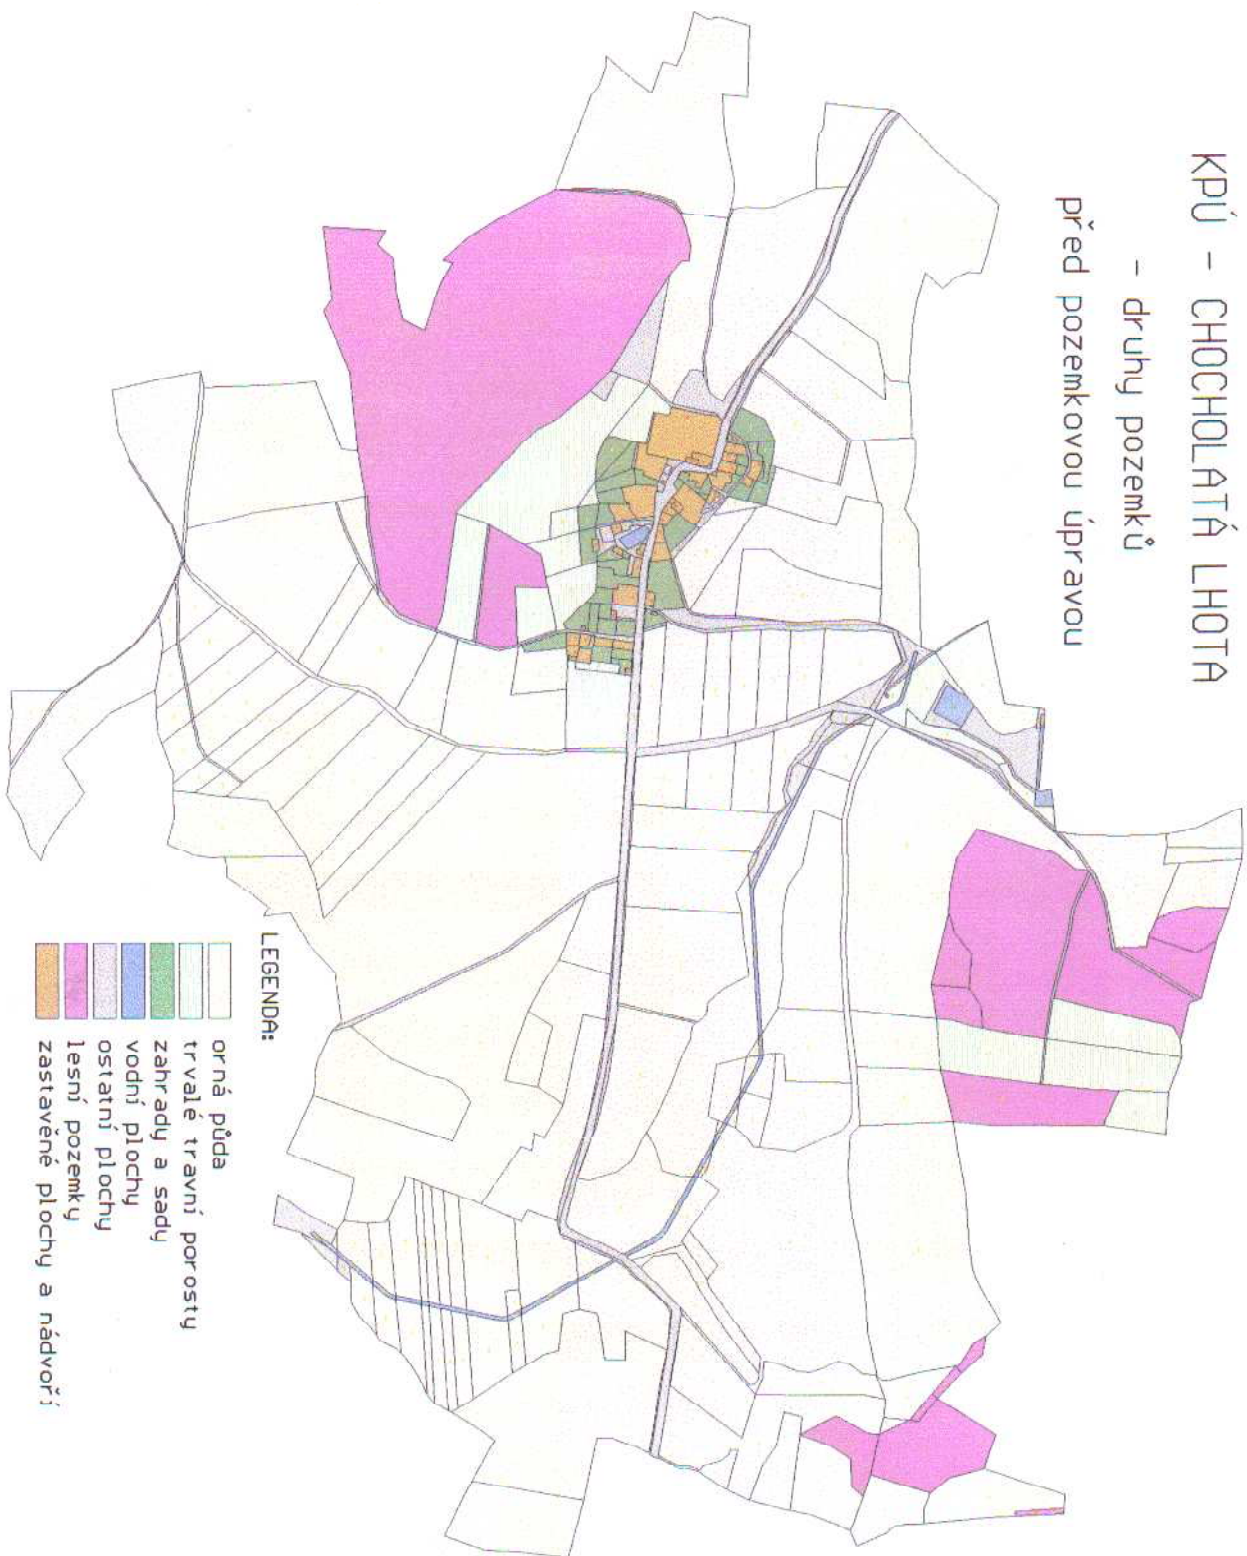 KPÚ - CHOCHOLATÁ LHOTA
- druhy pozemků
před pozemkovou úpravou
LEGENDA:
orná půda
trvalé travní porosty
zahrady a sady
vodní plochy
ostatní plochy
lesní pozemky
zastavěné plochy a nádvoří